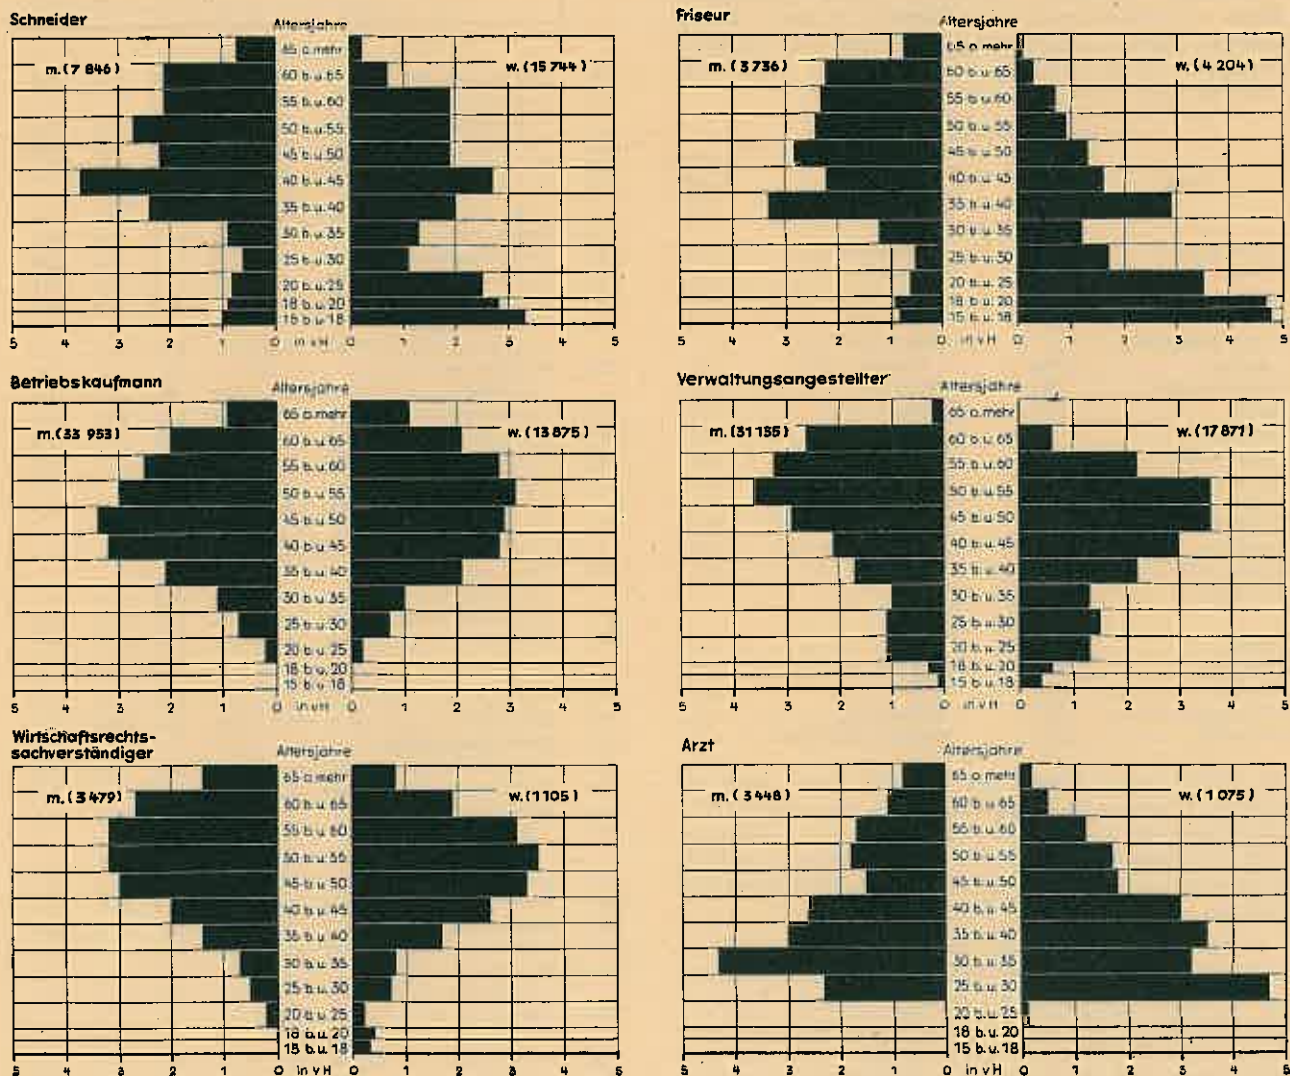 Schneider
Altersjahre
m. (7 846)
w. (15 744)
65 o. mehr
60 b. u. 65
55 b. u. 60
50 b. u. 55
45 b. u. 50
40 b. u. 45
35 b. u. 40
30 b. u. 35
25 b. u. 30
20 b. u. 25
18 b. u. 20
15 b. u. 18
5 4 3 2 1 0 in vH 0 1 2 3 4 5
Friseur
Altersjahre
m. (3 736)
w. (4 204)
65 o. mehr
60 b. u. 65
55 b. u. 60
50 b. u. 55
45 b. u. 50
40 b. u. 45
35 b. u. 40
30 b. u. 35
25 b. u. 30
20 b. u. 25
18 b. u. 20
15 b. u. 18
5 4 3 2 1 0 in vH 0 1 2 3 4 5
Betriebskaufmann
Altersjahre
m. (33 953)
w. (13 875)
65 o. mehr
60 b. u. 65
55 b. u. 60
50 b. u. 55
45 b. u. 50
40 b. u. 45
35 b. u. 40
30 b. u. 35
25 b. u. 30
20 b. u. 25
18 b. u. 20
15 b. u. 18
5 4 3 2 1 0 in vH 0 1 2 3 4 5
Verwaltungsangestellter
Altersjahre
m. (31 135)
w. (17 871)
65 o. mehr
60 b. u. 65
55 b. u. 60
50 b. u. 55
45 b. u. 50
40 b. u. 45
35 b. u. 40
30 b. u. 35
25 b. u. 30
20 b. u. 25
18 b. u. 20
15 b. u. 18
5 4 3 2 1 0 in vH 0 1 2 3 4 5
Wirtschaftsrechts-
sachverständiger
Altersjahre
m. (3 479)
w. (1 105)
65 o. mehr
60 b. u. 65
55 b. u. 60
50 b. u. 55
45 b. u. 50
40 b. u. 45
35 b. u. 40
30 b. u. 35
25 b. u. 30
20 b. u. 25
18 b. u. 20
15 b. u. 18
5 4 3 2 1 0 in vH 0 1 2 3 4 5
Arzt
Altersjahre
m. (3 448)
w. (1 075)
65 o. mehr
60 b. u. 65
55 b. u. 60
50 b. u. 55
45 b. u. 50
40 b. u. 45
35 b. u. 40
30 b. u. 35
25 b. u. 30
20 b. u. 25
18 b. u. 20
15 b. u. 18
5 4 3 2 1 0 in vH 0 1 2 3 4 5